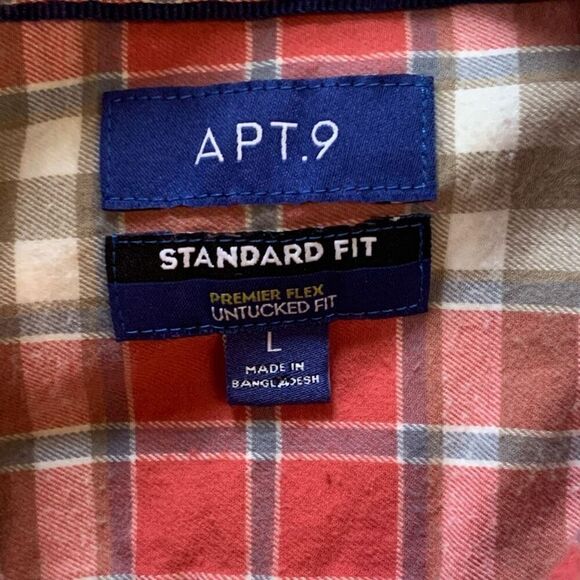 APT.9
STANDARD FIT
PREMIER FLEX
UNTUCKED FIT
L
MADE IN
BANGLADESH